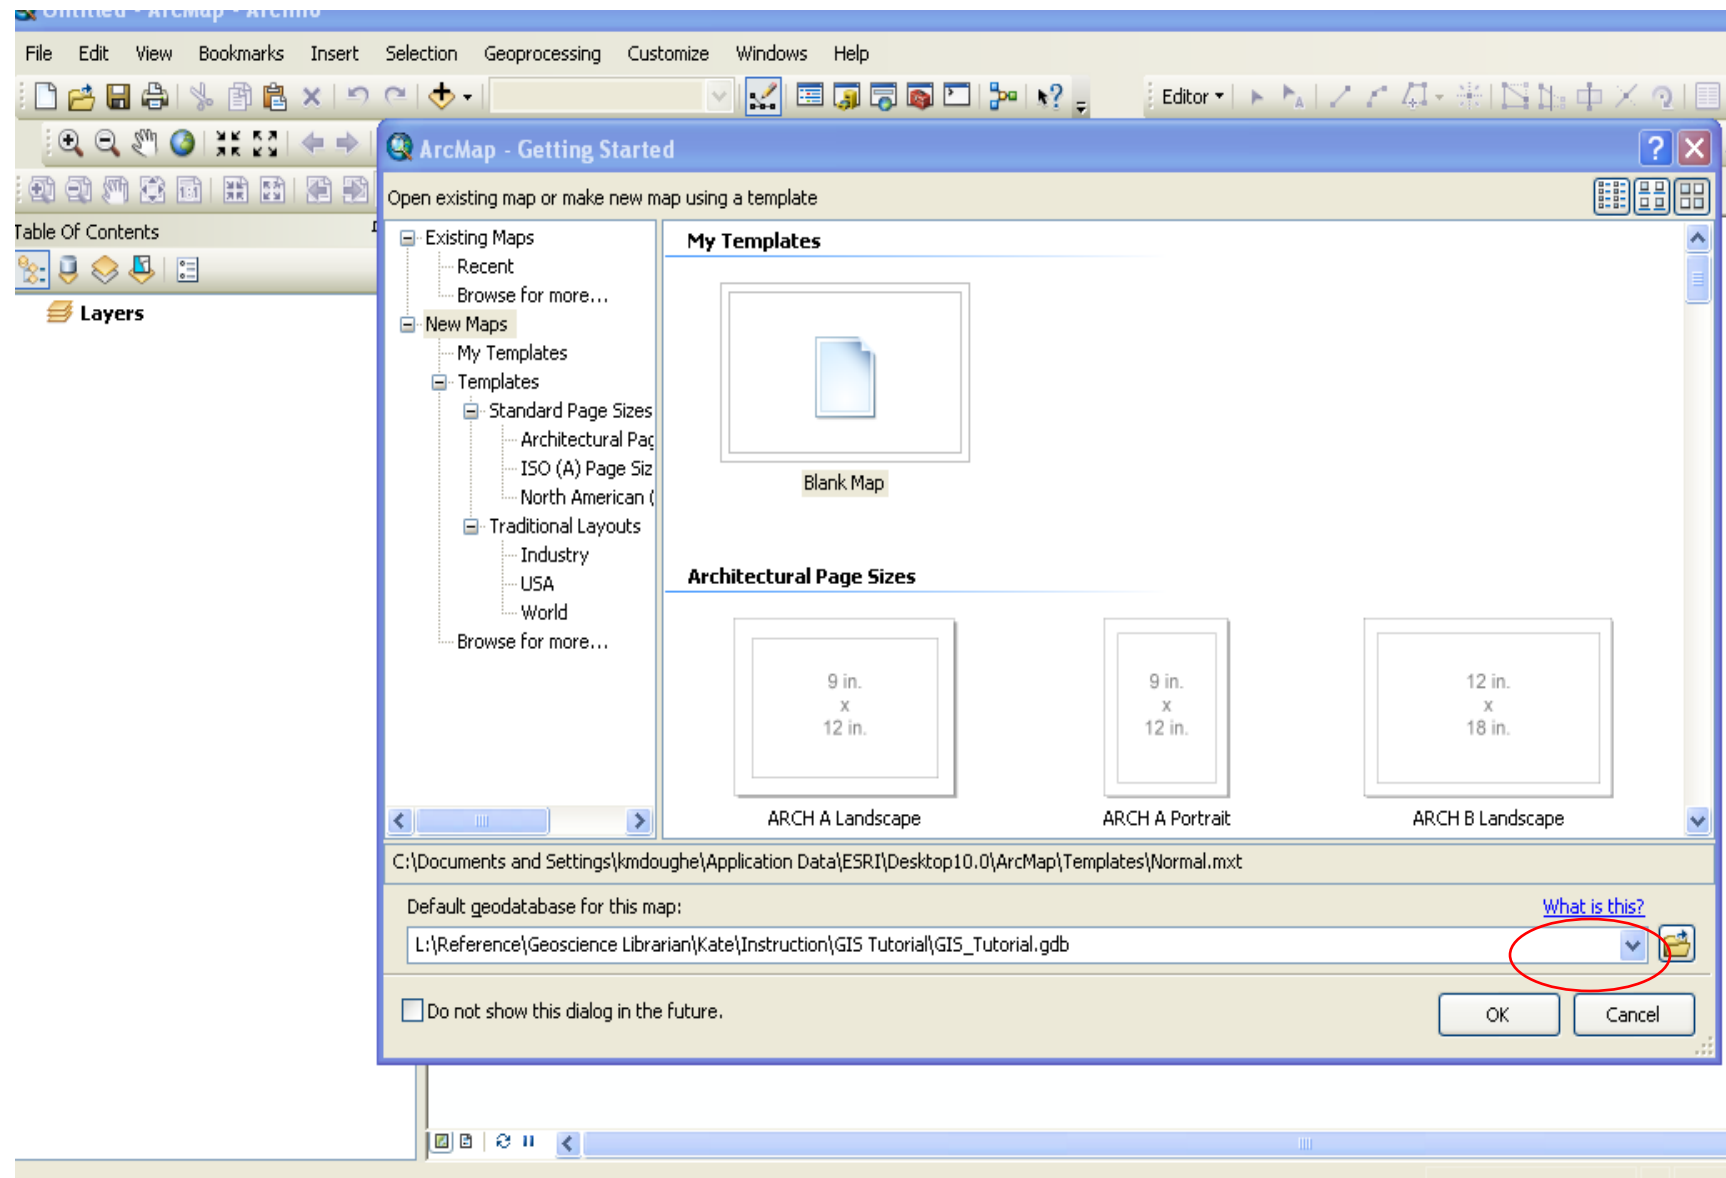 Untitled - ArcMap - ArcInfo
File Edit View Bookmarks Insert Selection Geoprocessing Customize Windows Help
Editor
ArcMap - Getting Started
Open existing map or make new map using a template
Table Of Contents
Layers
Existing Maps
Recent
Browse for more...
New Maps
My Templates
Templates
Standard Page Sizes
Architectural Pag
ISO (A) Page Siz
North American (
Traditional Layouts
Industry
USA
World
Browse for more...
My Templates
Blank Map
Architectural Page Sizes
9 in.
x
12 in.
ARCH A Landscape
9 in.
x
12 in.
ARCH A Portrait
12 in.
x
18 in.
ARCH B Landscape
C:\Documents and Settings\kmdoughe\Application Data\ESRI\Desktop10.0\ArcMap\Templates\Normal.mxt
Default geodatabase for this map:
What is this?
L:\Reference\Geoscience Librarian\Kate\Instruction\GIS Tutorial\GIS_Tutorial.gdb
Do not show this dialog in the future.
OK
Cancel